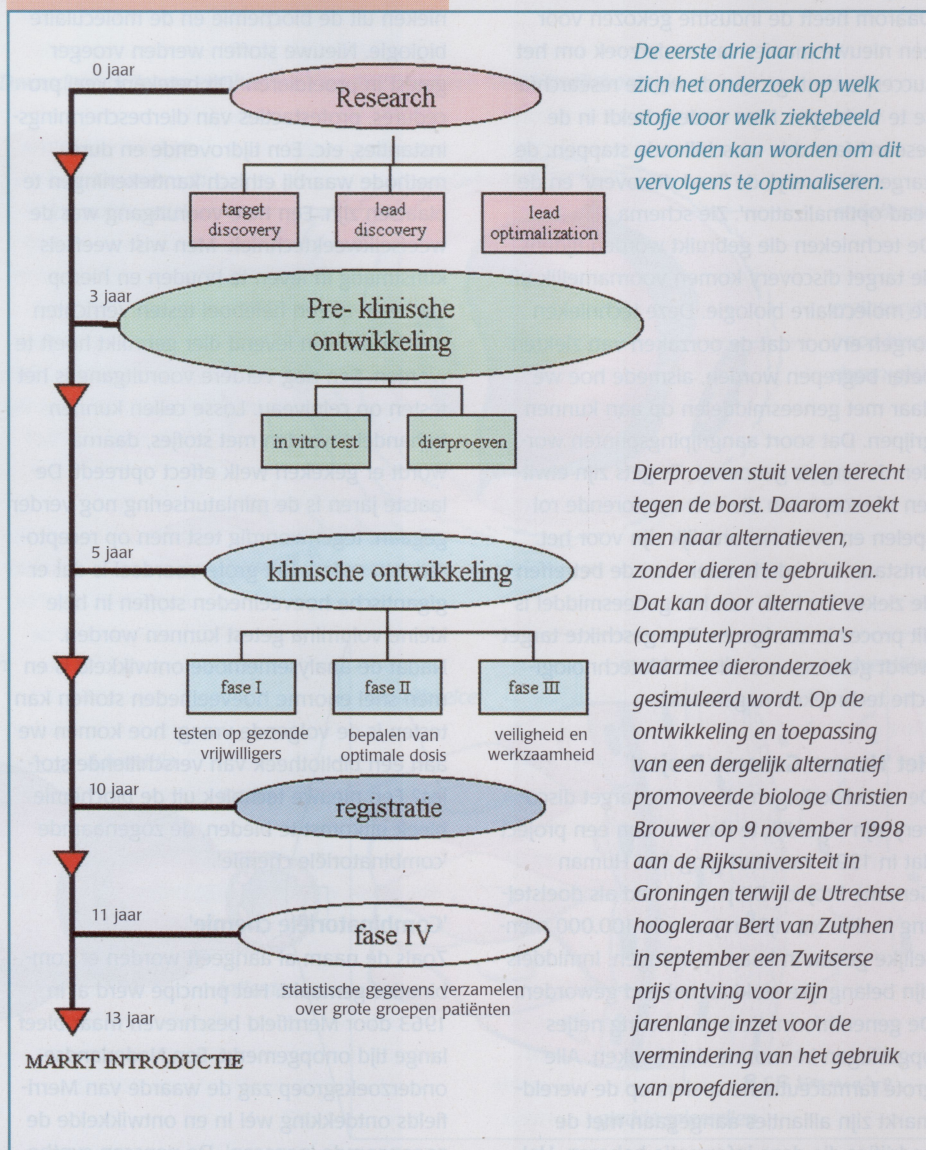 0 jaar
Research
target
discovery
lead
discovery
lead
optimalization
3 jaar
Pre- klinische
ontwikkeling
in vitro test
dierproeven
5 jaar
klinische ontwikkeling
fase I
fase II
fase III
testen op gezonde
vrijwilligers
bepalen van
optimale dosis
veiligheid en
werkzaamheid
10 jaar
registratie
11 jaar
fase IV
statistische gegevens verzamelen
over grote groepen patiënten
13 jaar
MARKT INTRODUCTIE
De eerste drie jaar richt
zich het onderzoek op welk
stofje voor welk ziektebeeld
gevonden kan worden om dit
vervolgens te optimaliseren.
Dierproeven stuit velen terecht
tegen de borst. Daarom zoekt
men naar alternatieven,
zonder dieren te gebruiken.
Dat kan door alternatieve
(computer)programma's
waarmee dieronderzoek
gesimuleerd wordt. Op de
ontwikkeling en toepassing
van een dergelijk alternatief
promoveerde biologe Christien
Brouwer op 9 november 1998
aan de Rijksuniversiteit in
Groningen terwijl de Utrechtse
hoogleraar Bert van Zutphen
in september een Zwitserse
prijs ontving voor zijn
jarenlange inzet voor de
vermindering van het gebruik
van proefdieren.